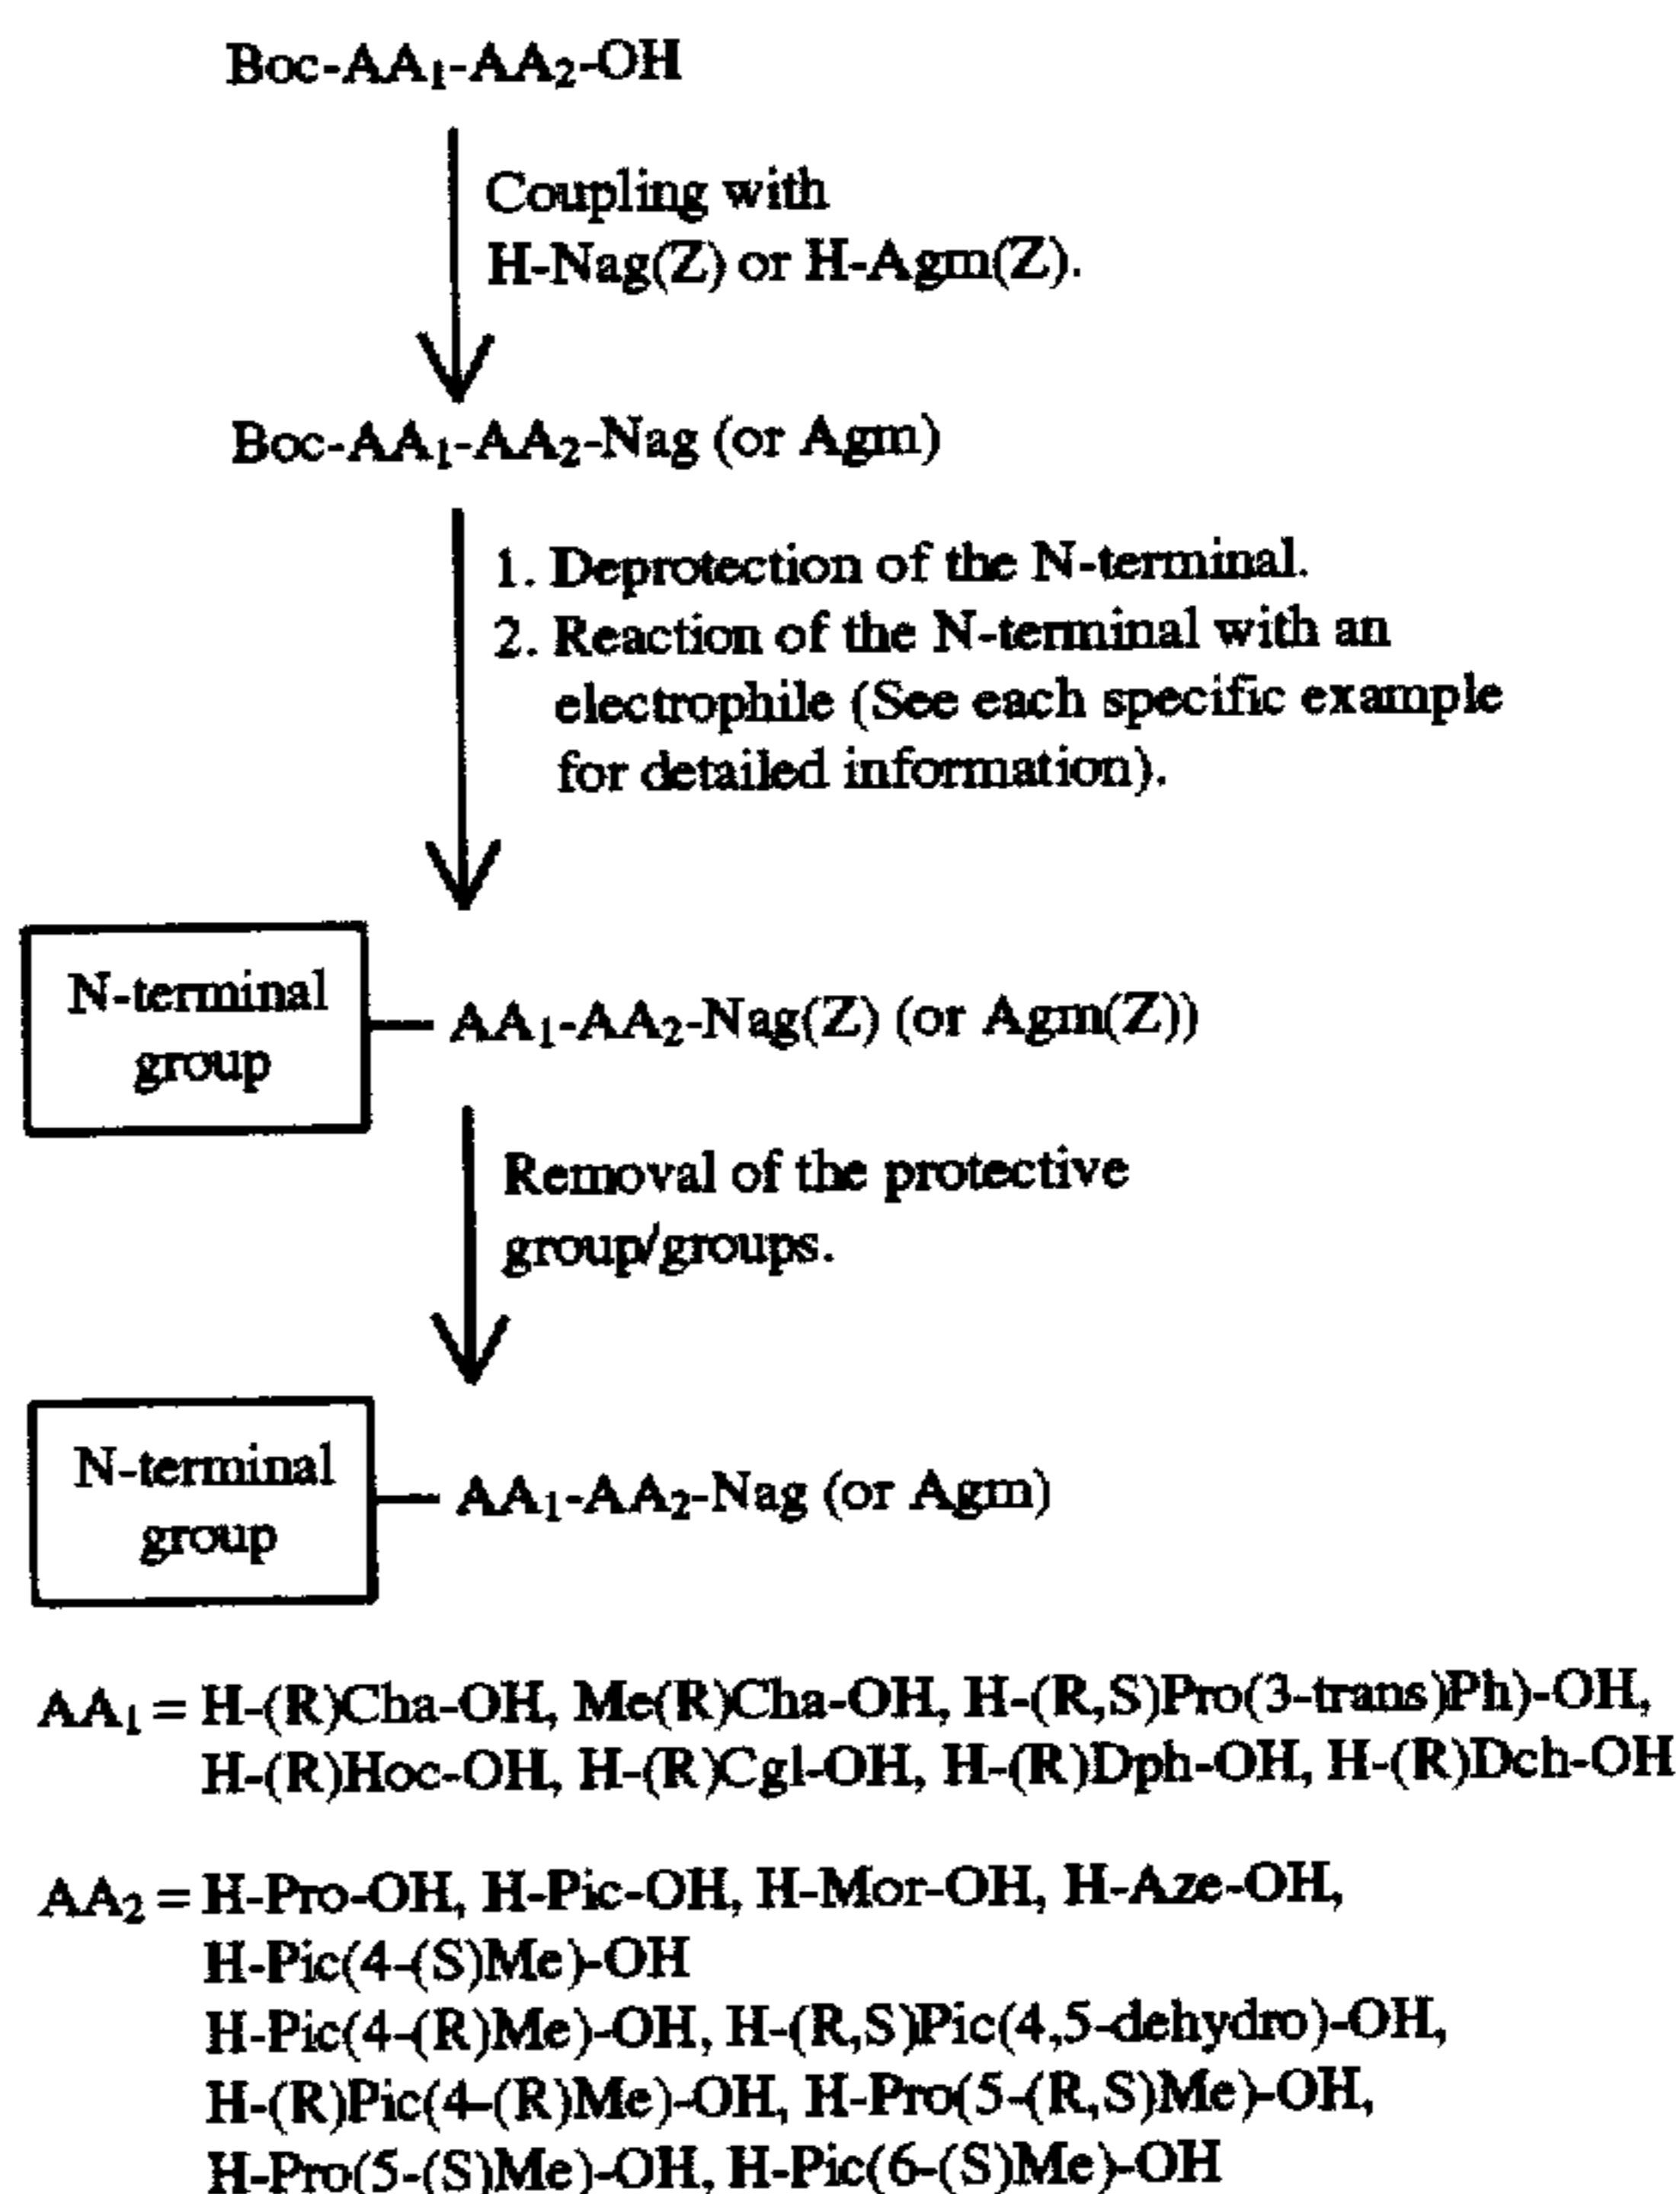 Boc-AA₁-AA₂-OH
Coupling with
H-Nag(Z) or H-Agm(Z).
Boc-AA₁-AA₂-Nag (or Agm)
1. Deprotection of the N-terminal.
2. Reaction of the N-terminal with an
electrophile (See each specific example
for detailed information).
N-terminal
group
AA₁-AA₂-Nag(Z) (or Agm(Z))
Removal of the protective
group/groups.
N-terminal
group
AA₁-AA₂-Nag (or Agm)
AA₁ = H-(R)Cha-OH, Me(R)Cha-OH, H-(R,S)Pro(3-trans)Ph)-OH,
H-(R)Hoc-OH, H-(R)Cgl-OH, H-(R)Dph-OH, H-(R)Dch-OH
AA₂ = H-Pro-OH, H-Pic-OH, H-Mor-OH, H-Aze-OH,
H-Pic(4-(S)Me)-OH
H-Pic(4-(R)Me)-OH, H-(R,S)Pic(4,5-dehydro)-OH,
H-(R)Pic(4-(R)Me)-OH, H-Pro(5-(R,S)Me)-OH,
H-Pro(5-(S)Me)-OH, H-Pic(6-(S)Me)-OH